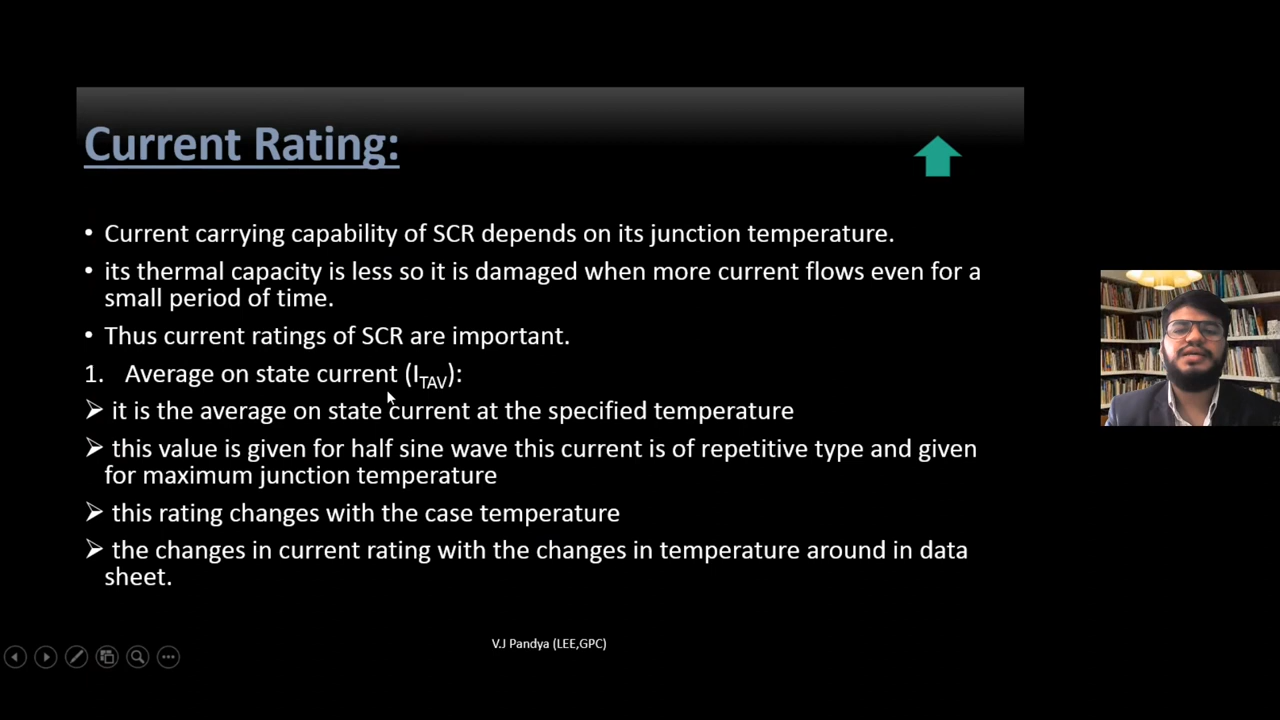 Current Rating:
• Current carrying capability of SCR depends on its junction temperature.
• its thermal capacity is less so it is damaged when more current flows even for a
small period of time.
• Thus current ratings of SCR are important.
1. Average on state current (ITAV):
➢ it is the average on state current at the specified temperature
➢ this value is given for half sine wave this current is of repetitive type and given
for maximum junction temperature
➢ this rating changes with the case temperature
➢ the changes in current rating with the changes in temperature around in data
sheet.
V.J Pandya (LEE,GPC)